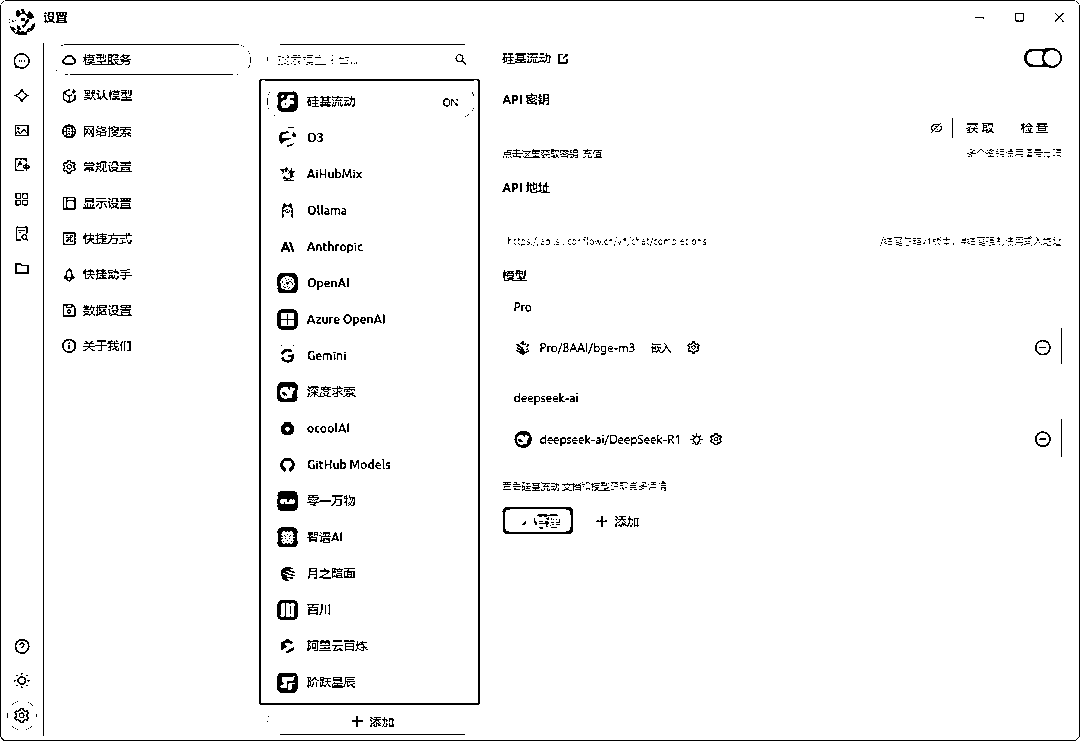 设置
模型服务
默认模型
网络搜索
常规设置
显示设置
快捷方式
快捷助手
数据设置
关于我们
搜索模型平台...
硅基流动 ON
O3
AiHubMix
Ollama
Anthropic
OpenAI
Azure OpenAI
Gemini
深度求索
ocoolAI
GitHub Models
零一万物
智谱AI
月之暗面
百川
阿里云百炼
阶跃星辰
添加
硅基流动
API 密钥
获取 检查
点击这里获取密钥 充值
多个密钥使用逗号分隔
API 地址
/结尾忽略v1版本，#结尾强制使用输入地址
模型
Pro
Pro/BAAI/bge-m3 嵌入
deepseek-ai
deepseek-ai/DeepSeek-R1
查看硅基流动 文档和模型获取更多详情
管理 添加